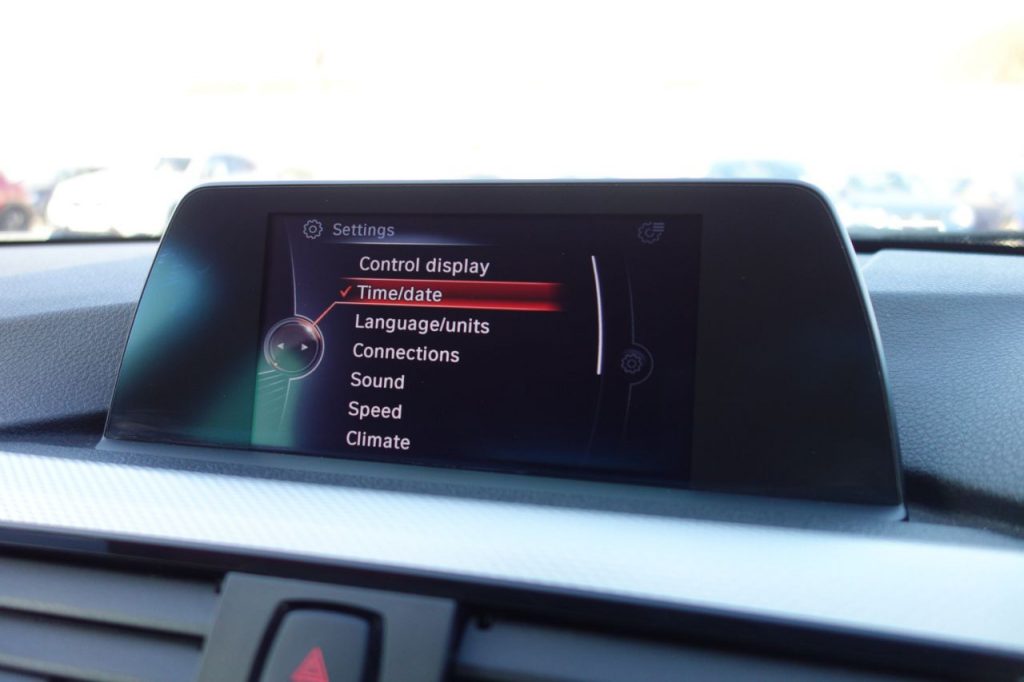 Settings
Control display
Time/date
Language/units
Connections
Sound
Speed
Climate